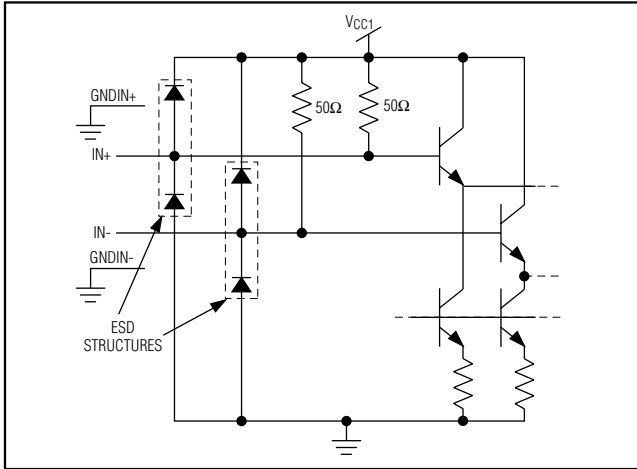 VCC1
GNDIN+
50Ω
50Ω
IN+
IN-
GNDIN-
ESD
STRUCTURES